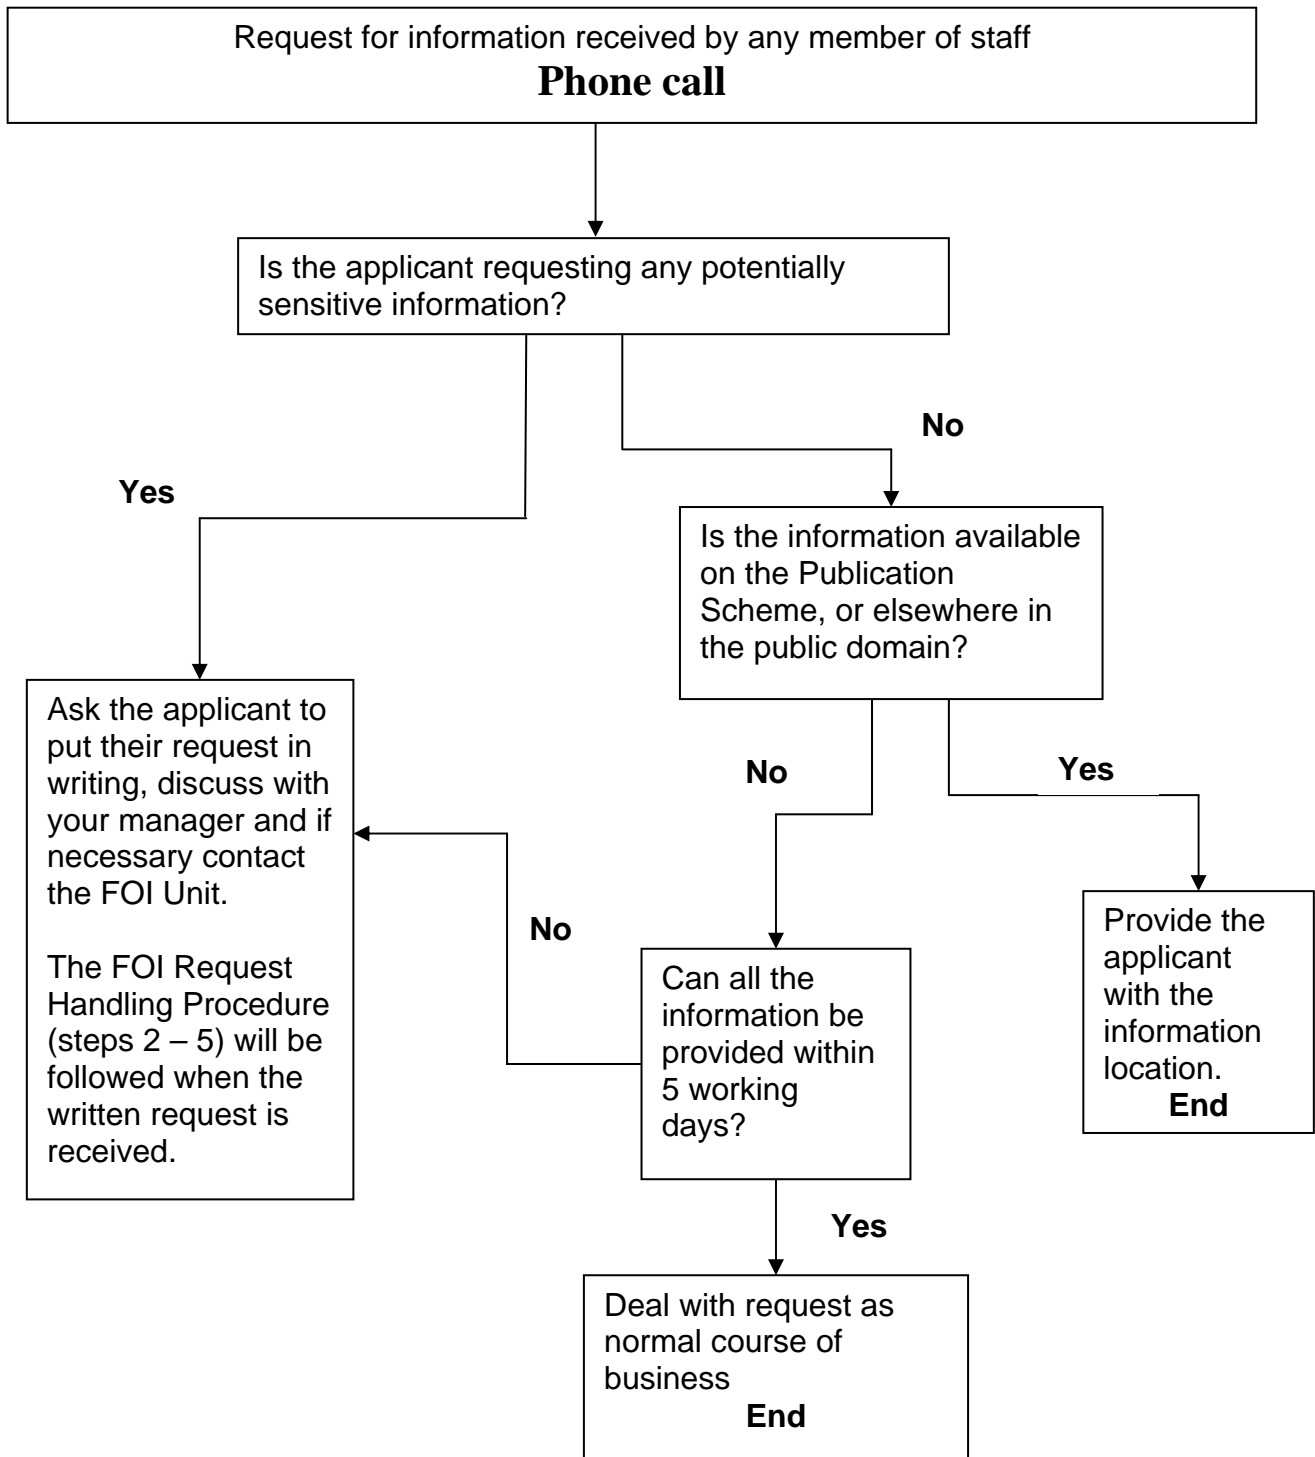 Request for information received by any member of staff
Phone call
Is the applicant requesting any potentially
sensitive information?
No
Yes
Is the information available
on the Publication
Scheme, or elsewhere in
the public domain?
Ask the applicant to
put their request in
writing, discuss with
your manager and if
necessary contact
the FOI Unit.
The FOI Request
Handling Procedure
(steps 2 – 5) will be
followed when the
written request is
received.
No
Yes
No
Can all the
information be
provided within
5 working
days?
Provide the
applicant
with the
information
location.
End
Yes
Deal with request as
normal course of
business
End